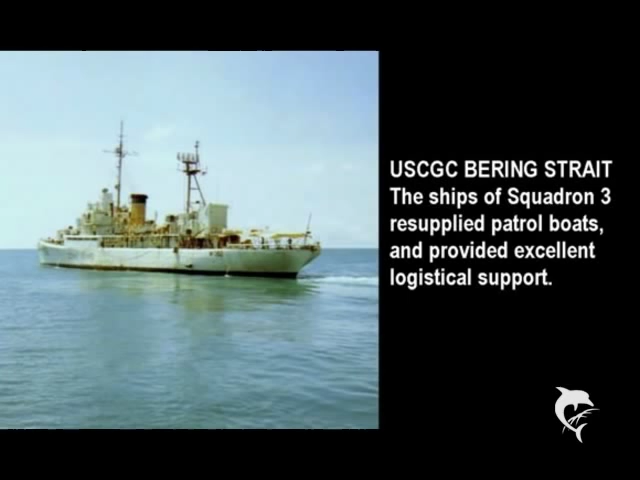 USCGC BERING STRAIT
The ships of Squadron 3
resupplied patrol boats,
and provided excellent
logistical support.